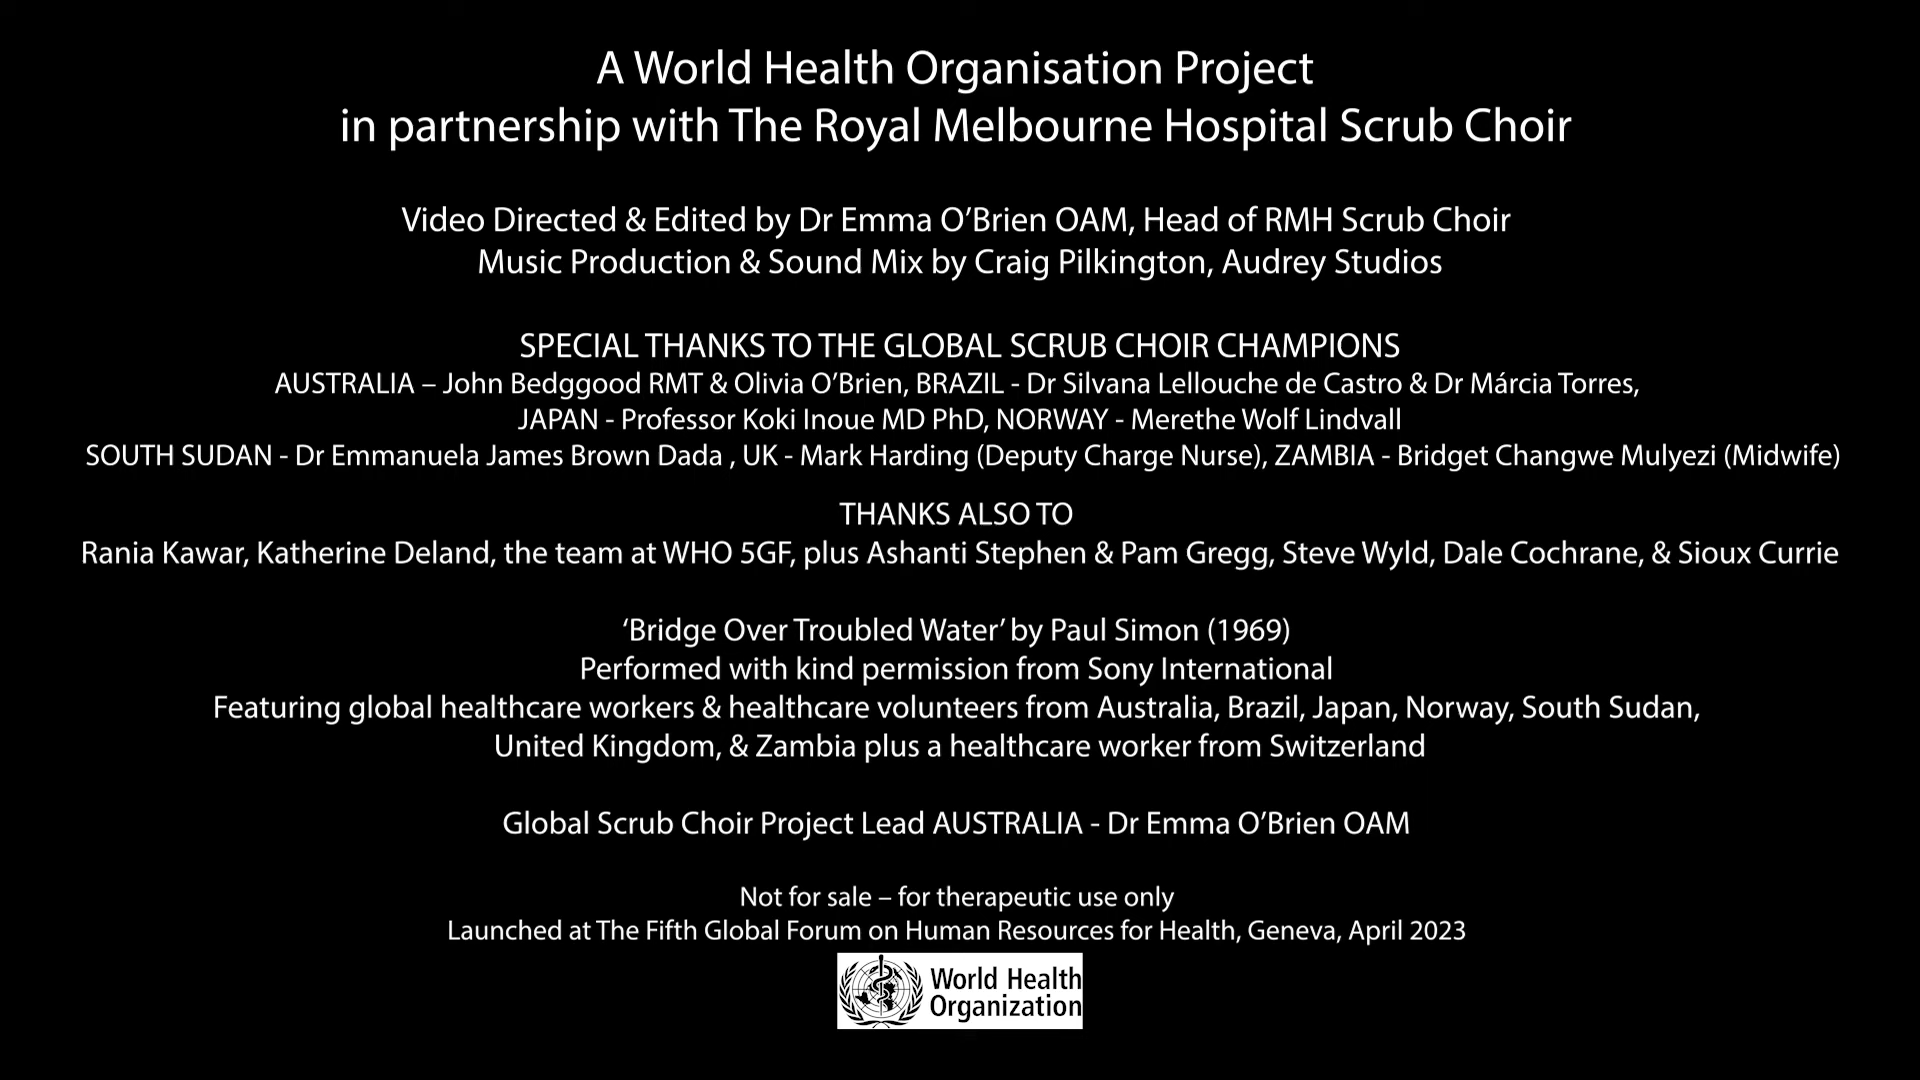 A World Health Organisation Project
in partnership with The Royal Melbourne Hospital Scrub Choir
Video Directed & Edited by Dr Emma O’Brien OAM, Head of RMH Scrub Choir
Music Production & Sound Mix by Craig Pilkington, Audrey Studios
SPECIAL THANKS TO THE GLOBAL SCRUB CHOIR CHAMPIONS
AUSTRALIA – John Bedggood RMT & Olivia O’Brien, BRAZIL - Dr Silvana Lellouche de Castro & Dr Márcia Torres,
JAPAN - Professor Koki Inoue MD PhD, NORWAY - Merethe Wolf Lindvall
SOUTH SUDAN - Dr Emmanuela James Brown Dada , UK - Mark Harding (Deputy Charge Nurse), ZAMBIA - Bridget Changwe Mulyezi (Midwife)
THANKS ALSO TO
Rania Kawar, Katherine Deland, the team at WHO 5GF, plus Ashanti Stephen & Pam Gregg, Steve Wyld, Dale Cochrane, & Sioux Currie
‘Bridge Over Troubled Water’ by Paul Simon (1969)
Performed with kind permission from Sony International
Featuring global healthcare workers & healthcare volunteers from Australia, Brazil, Japan, Norway, South Sudan,
United Kingdom, & Zambia plus a healthcare worker from Switzerland
Global Scrub Choir Project Lead AUSTRALIA - Dr Emma O’Brien OAM
Not for sale – for therapeutic use only
Launched at The Fifth Global Forum on Human Resources for Health, Geneva, April 2023
World Health
Organization